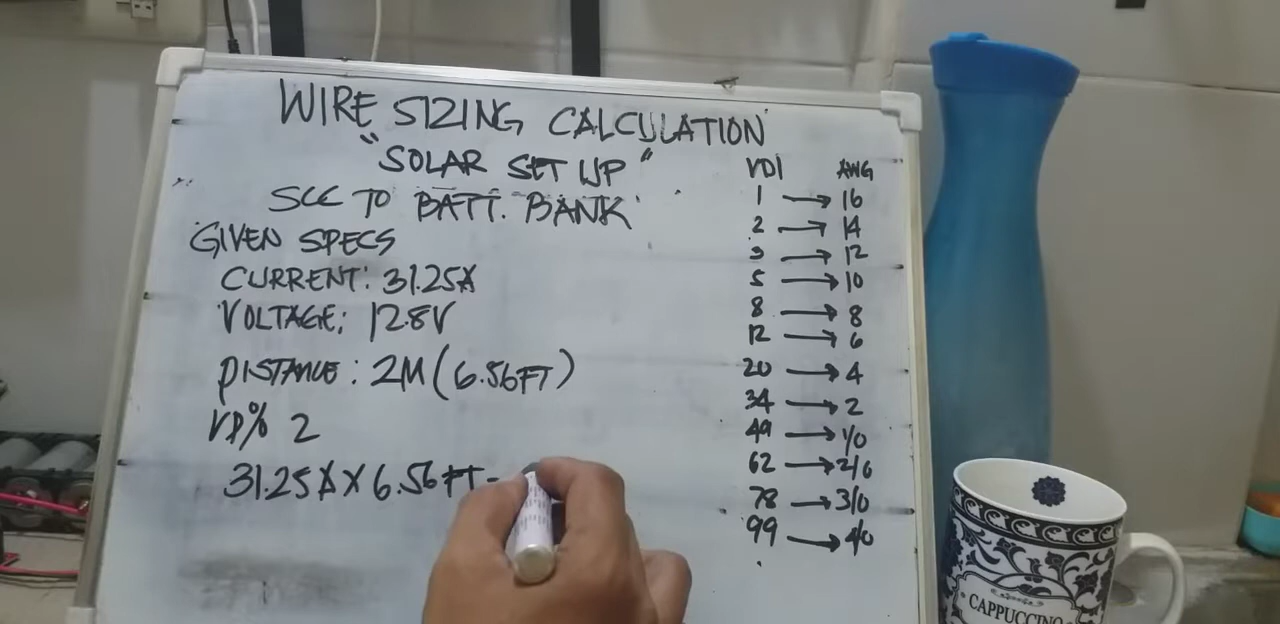 WIRE SIZING CALCULATION
"SOLAR SET UP"
SCC TO BATT. BANK
GIVEN SPECS
CURRENT: 31.25A
VOLTAGE: 12.8V
DISTANCE: 2M (6.56FT)
VD% 2
31.25A X 6.56FT
VDI AWG
1 → 16
2 → 14
3 → 12
5 → 10
8 → 8
12 → 6
20 → 4
34 → 2
49 → 1/0
62 → 2/0
78 → 3/0
99 → 4/0
CAPPUCCINO